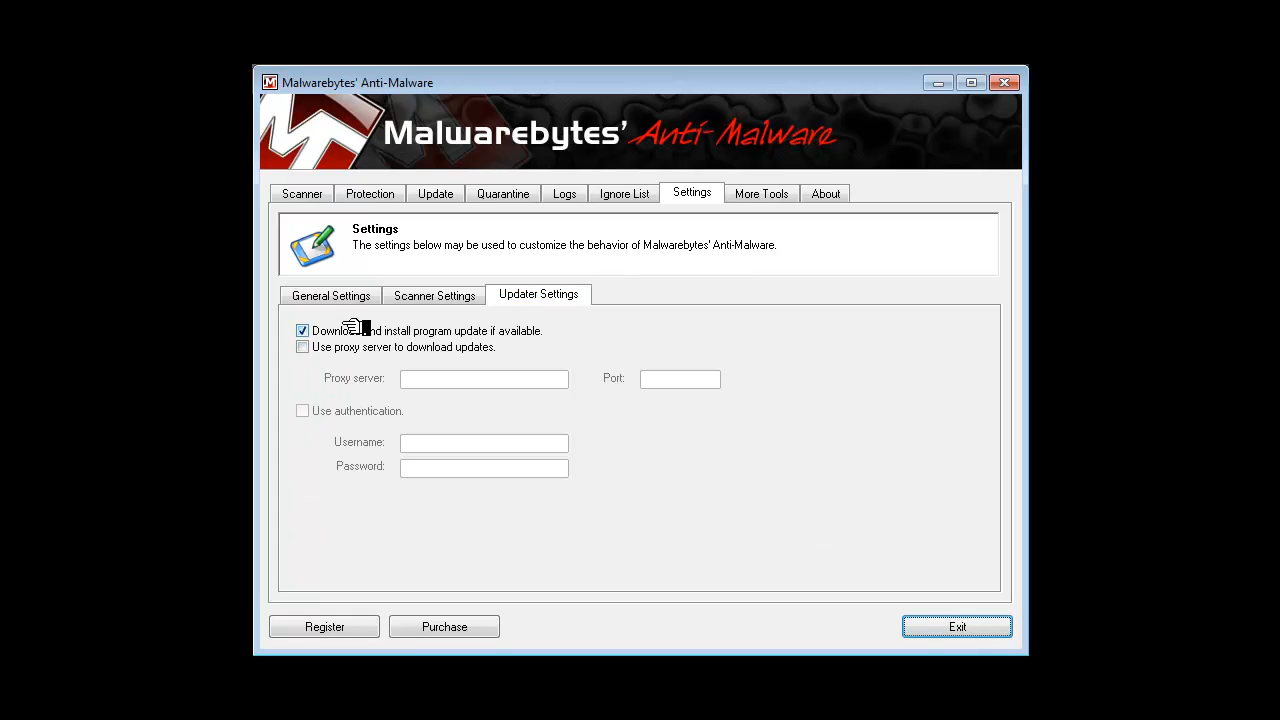 Malwarebytes' Anti-Malware
Malwarebytes' Anti-Malware
Scanner Protection Update Quarantine Logs Ignore List Settings More Tools About
Settings
The settings below may be used to customize the behavior of Malwarebytes' Anti-Malware.
General Settings Scanner Settings Updater Settings
install program update if available.
Use proxy server to download updates.
Proxy server: Port:
Use authentication.
Username:
Password:
Register Purchase Exit